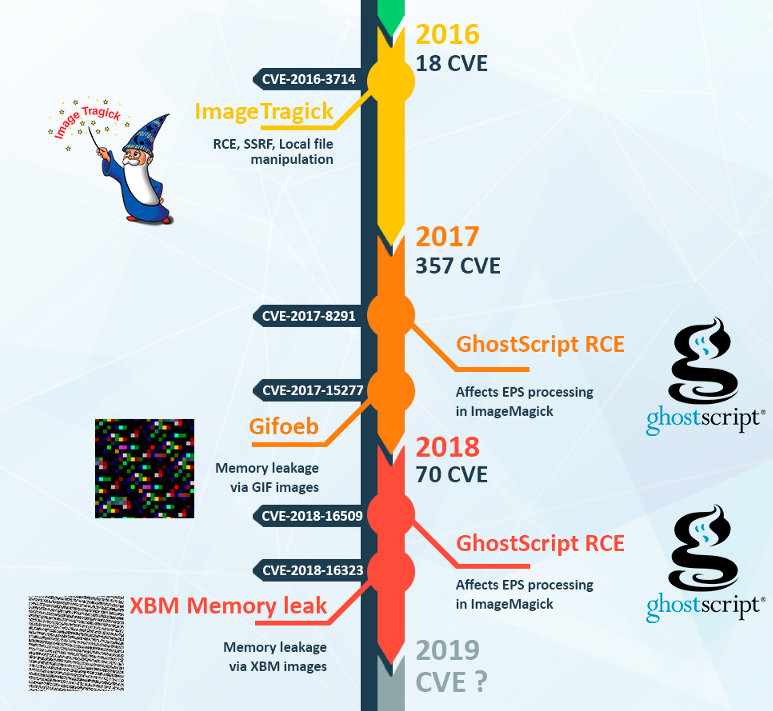 2016
18 CVE
CVE-2016-3714
ImageTragick
RCE, SSRF, Local file
manipulation
Image Tragick
2017
357 CVE
CVE-2017-8291
GhostScript RCE
Affects EPS processing
in ImageMagick
ghostscript®
CVE-2017-15277
Gifoeb
Memory leakage
via GIF images
2018
70 CVE
CVE-2018-16509
GhostScript RCE
Affects EPS processing
in ImageMagick
ghostscript®
CVE-2018-16323
XBM Memory leak
Memory leakage
via XBM images
2019
CVE ?